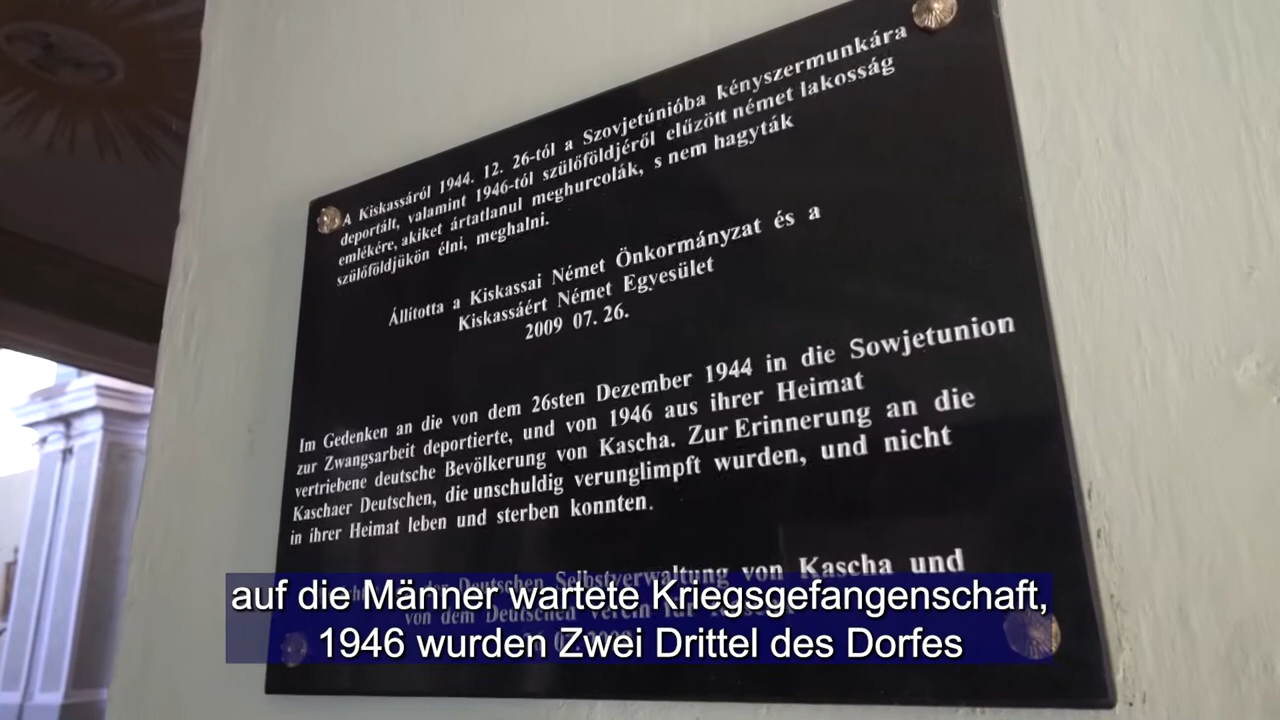 A Kiskassáról 1944. 12. 26-tól a Szovjetúnióba kényszermunkára
deportált, valamint 1946-tól szülőföldjéről elűzött német lakosság
emlékére, akiket ártatlanul meghurcolák, s nem hagyták
szülőföldjükön élni, meghalni.
Állította a Kiskassai Német Önkormányzat és a
Kiskassáért Német Egyesület
2009 07. 26.
Im Gedenken an die von dem 26sten Dezember 1944 in die Sowjetunion
zur Zwangsarbeit deportierte, und von 1946 aus ihrer Heimat
vertriebene deutsche Bevölkerung von Kascha. Zur Erinnerung an die
Kaschaer Deutschen, die unschuldig verunglimpft wurden, und nicht
in ihrer Heimat leben und sterben konnten.
der Deutschen Selbstverwaltung von Kascha und
von dem Deutschen Verein für
auf die Männer wartete Kriegsgefangenschaft,
1946 wurden Zwei Drittel des Dorfes